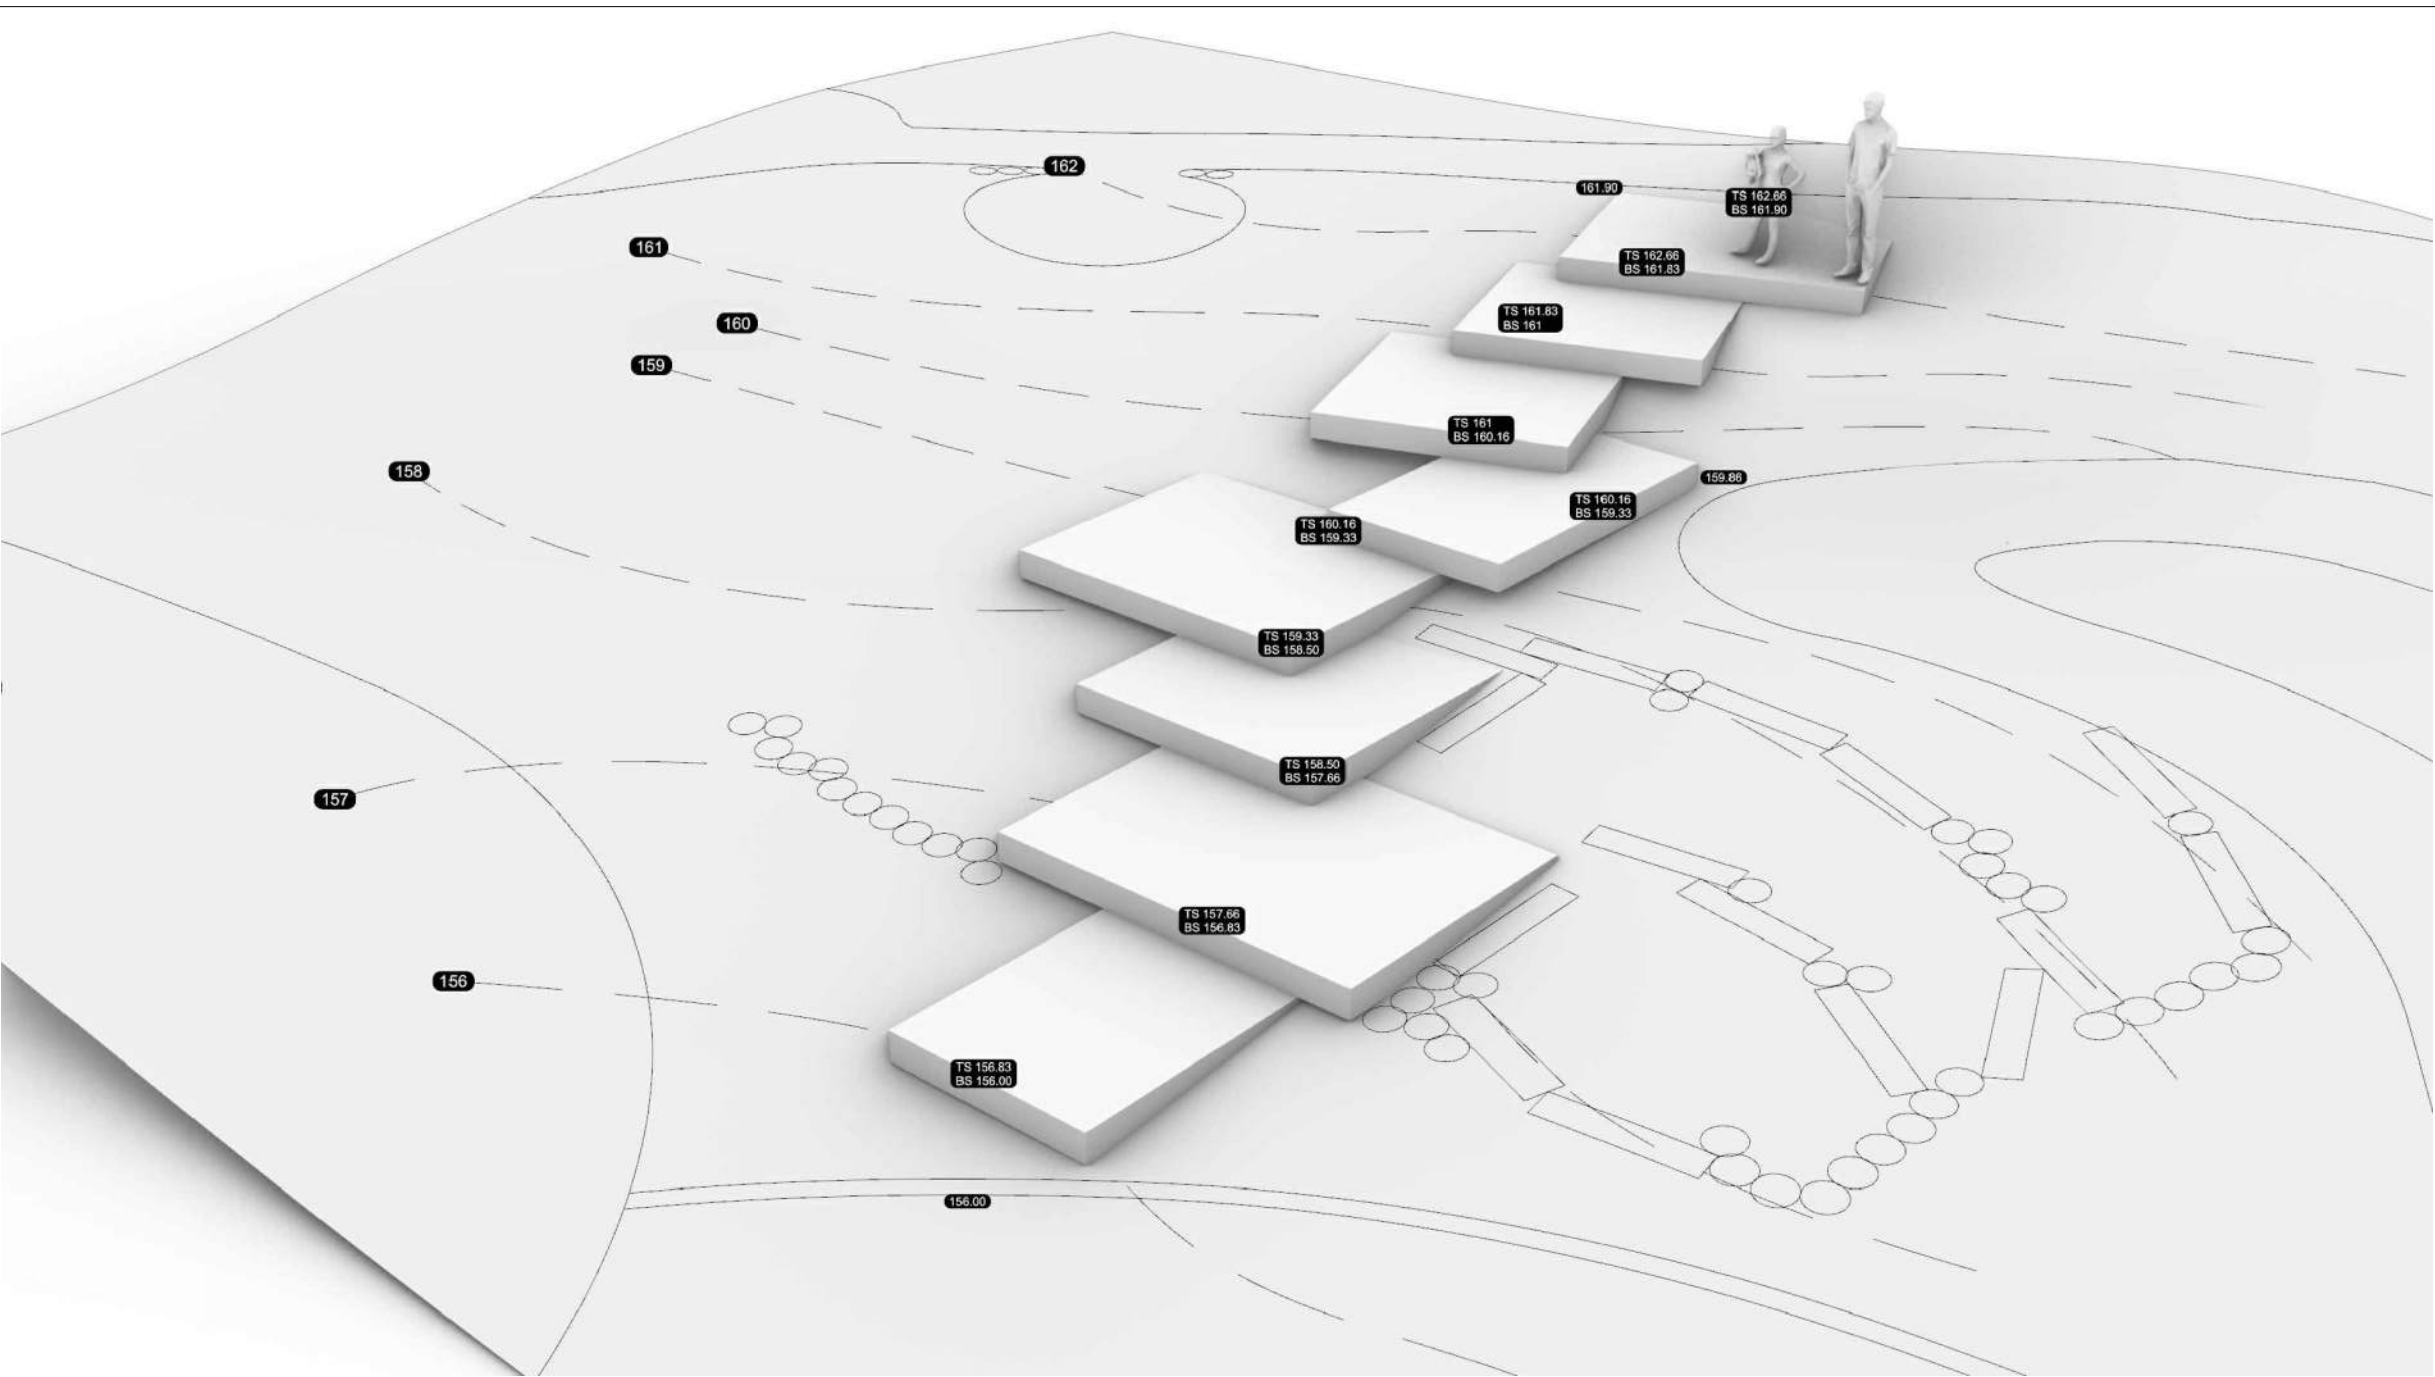 162
161.90
TS 162.66
BS 161.90
161
TS 162.66
BS 161.83
160
TS 161.83
BS 161
159
TS 161
BS 160.16
158
159.86
TS 160.16
BS 159.33
TS 160.16
BS 159.33
TS 159.33
BS 158.50
157
TS 158.50
BS 157.66
TS 157.66
BS 156.83
156
TS 156.83
BS 156.00
156.00